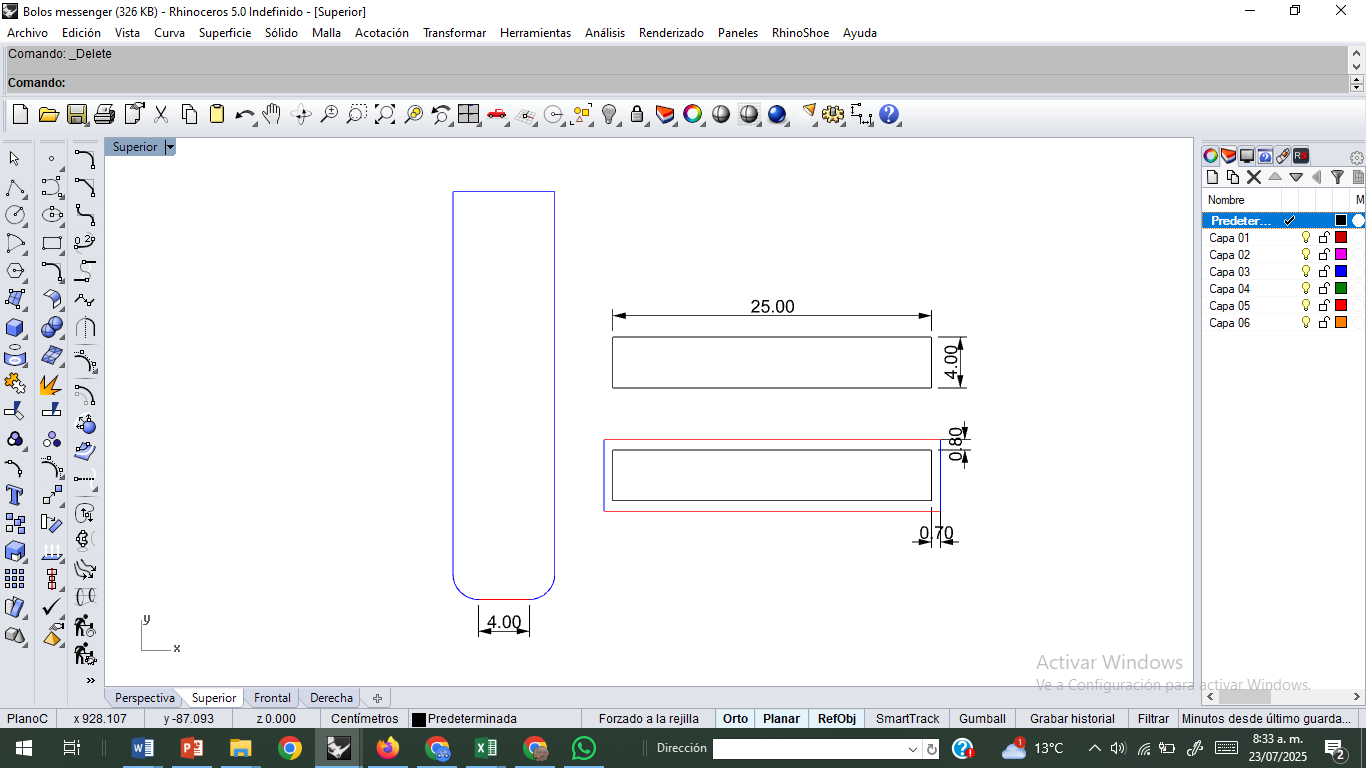 Bolos messenger (326 KB) - Rhinoceros 5.0 Indefinido - [Superior]
Archivo Edición Vista Curva Superficie Sólido Malla Acotación Transformar Herramientas Análisis Renderizado Paneles RhinoShoe Ayuda
Comando: _Delete
Comando:
Superior
Nombre M
Predeter...
Capa 01
Capa 02
Capa 03
Capa 04
Capa 05
Capa 06
25.00
4.00
0.80
0.70
4.00
y
x
Activar Windows
Ve a Configuración para activar Windows.
Perspectiva Superior Frontal Derecha
PlanoC x 928.107 y -87.093 z 0.000 Centímetros Predeterminada Forzado a la rejilla Orto Planar RefObj SmartTrack Gumball Grabar historial Filtrar Minutos desde último guarda...
Dirección 1 13°C 8:33 a. m.
23/07/2025 2